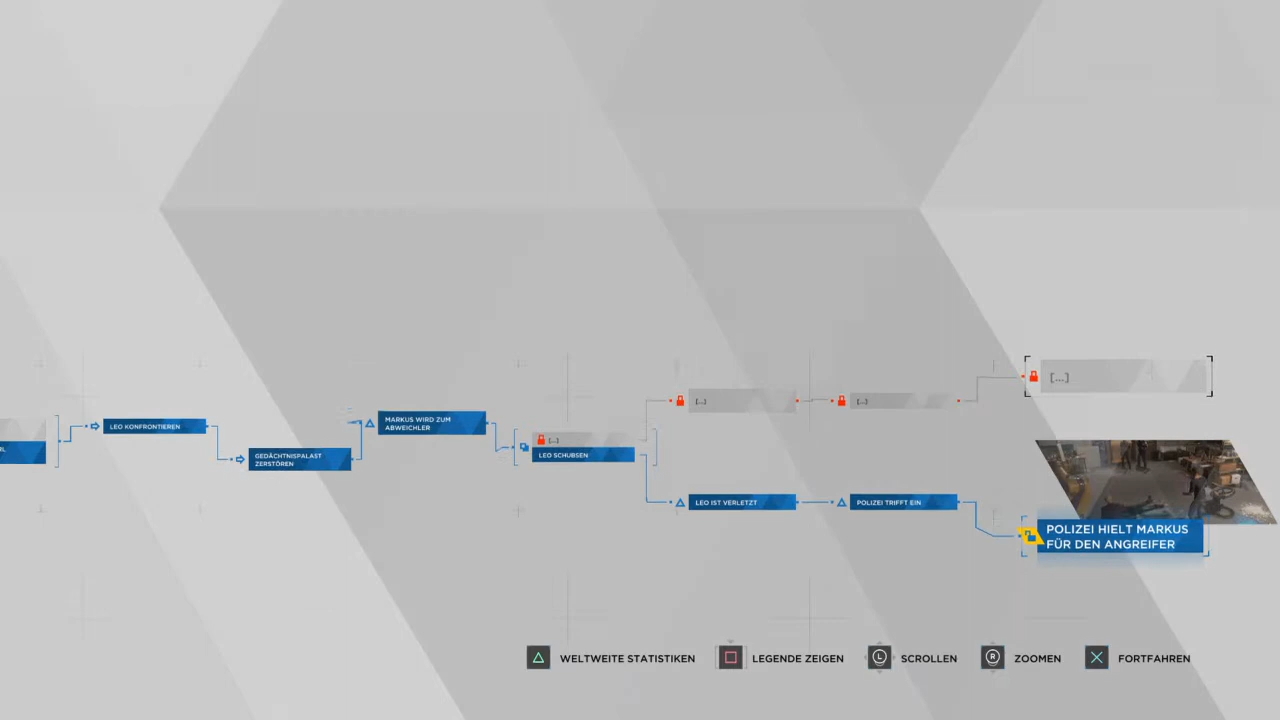 RL
LEO KONFRONTIEREN
GEDÄCHTNISPALAST
ZERSTÖREN
MARKUS WIRD ZUM
ABWEICHLER
[...]
LEO SCHUBSEN
[...]
[...]
[...]
LEO IST VERLETZT
POLIZEI TRIFFT EIN
POLIZEI HIELT MARKUS
FÜR DEN ANGREIFER
WELTWEITE STATISTIKEN
LEGENDE ZEIGEN
L
SCROLLEN
R
ZOOMEN
FORTFAHREN